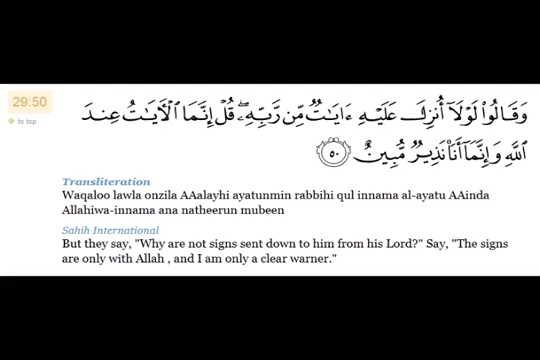 29:50
to top
وَقَالُوا۟ لَوْلَآ أُنزِلَ عَلَيْهِ ءَايَٰتٌ مِّن رَّبِّهِۦ ۖ قُلْ إِنَّمَا ٱلْءَايَٰتُ عِندَ
ٱللَّهِ وَإِنَّمَآ أَنَا۠ نَذِيرٌ مُّبِينٌ ٥٠
Transliteration
Waqaloo lawla onzila AAalayhi ayatunmin rabbihi qul innama al-ayatu AAinda
Allahiwa-innama ana natheerun mubeen
Sahih International
But they say, "Why are not signs sent down to him from his Lord?" Say, "The signs
are only with Allah , and I am only a clear warner."